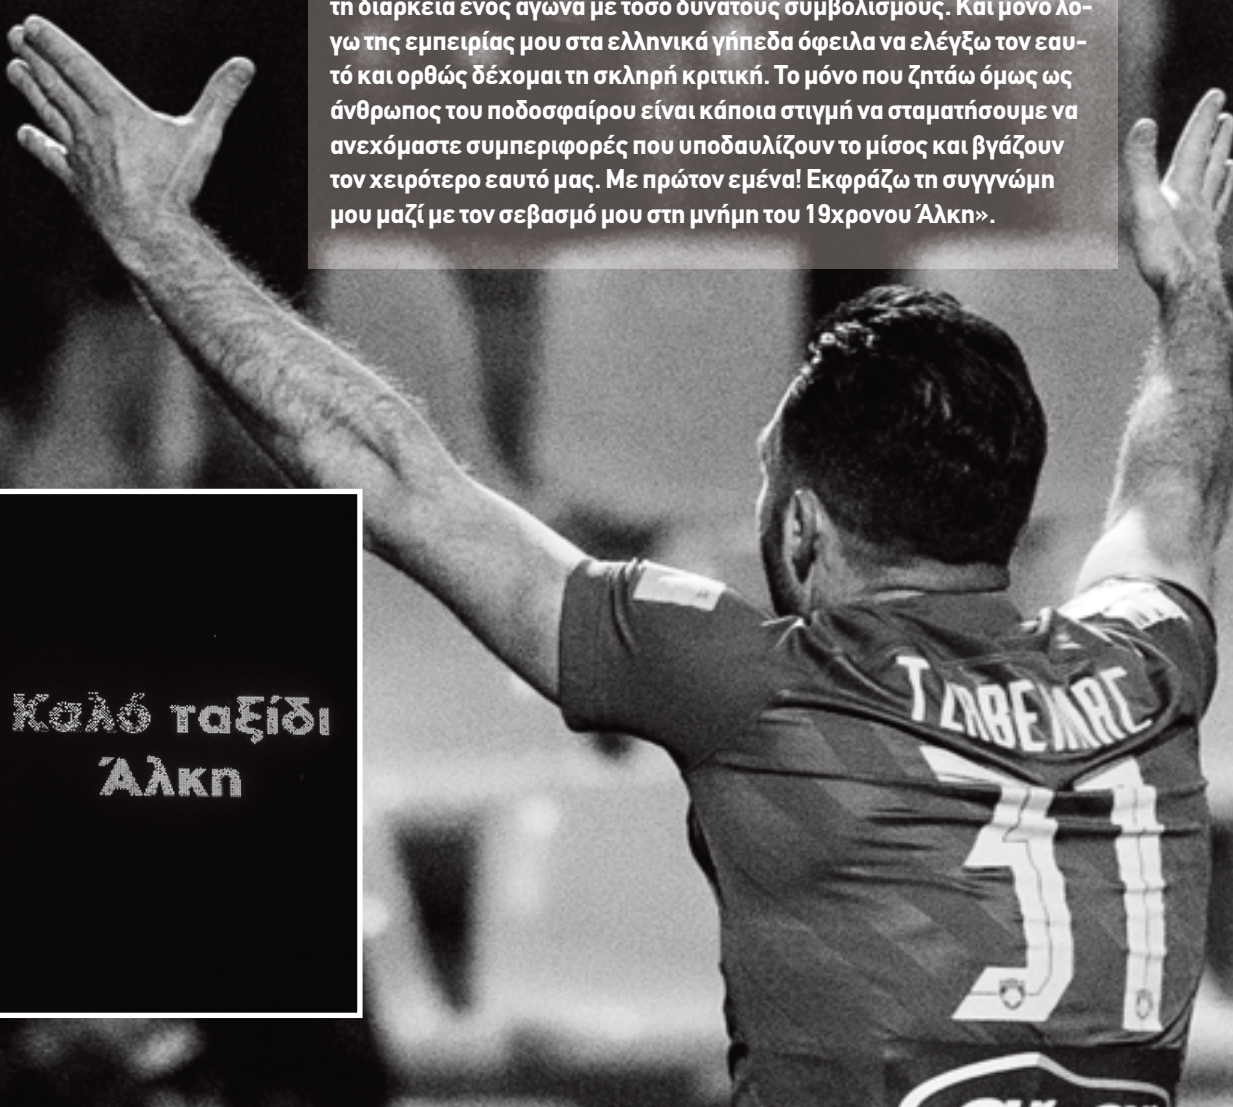 τη διάρκεια ενός αγώνα με τόσο δυνατούς συμβολισμούς. Και μόνο λό-
γω της εμπειρίας μου στα ελληνικά γήπεδα όφειλα να ελέγξω τον εαυ-
τό και ορθώς δέχομαι τη σκληρή κριτική. Το μόνο που ζητάω όμως ως
άνθρωπος του ποδοσφαίρου είναι κάποια στιγμή να σταματήσουμε να
ανεχόμαστε συμπεριφορές που υποδαυλίζουν το μίσος και βγάζουν
τον χειρότερο εαυτό μας. Με πρώτον εμένα! Εκφράζω τη συγγνώμη
μου μαζί με τον σεβασμό μου στη μνήμη του 19χρονου Άλκη».
Καλό ταξίδι
Άλκη
ΤΖΑΒΕΛΛΑΣ
31